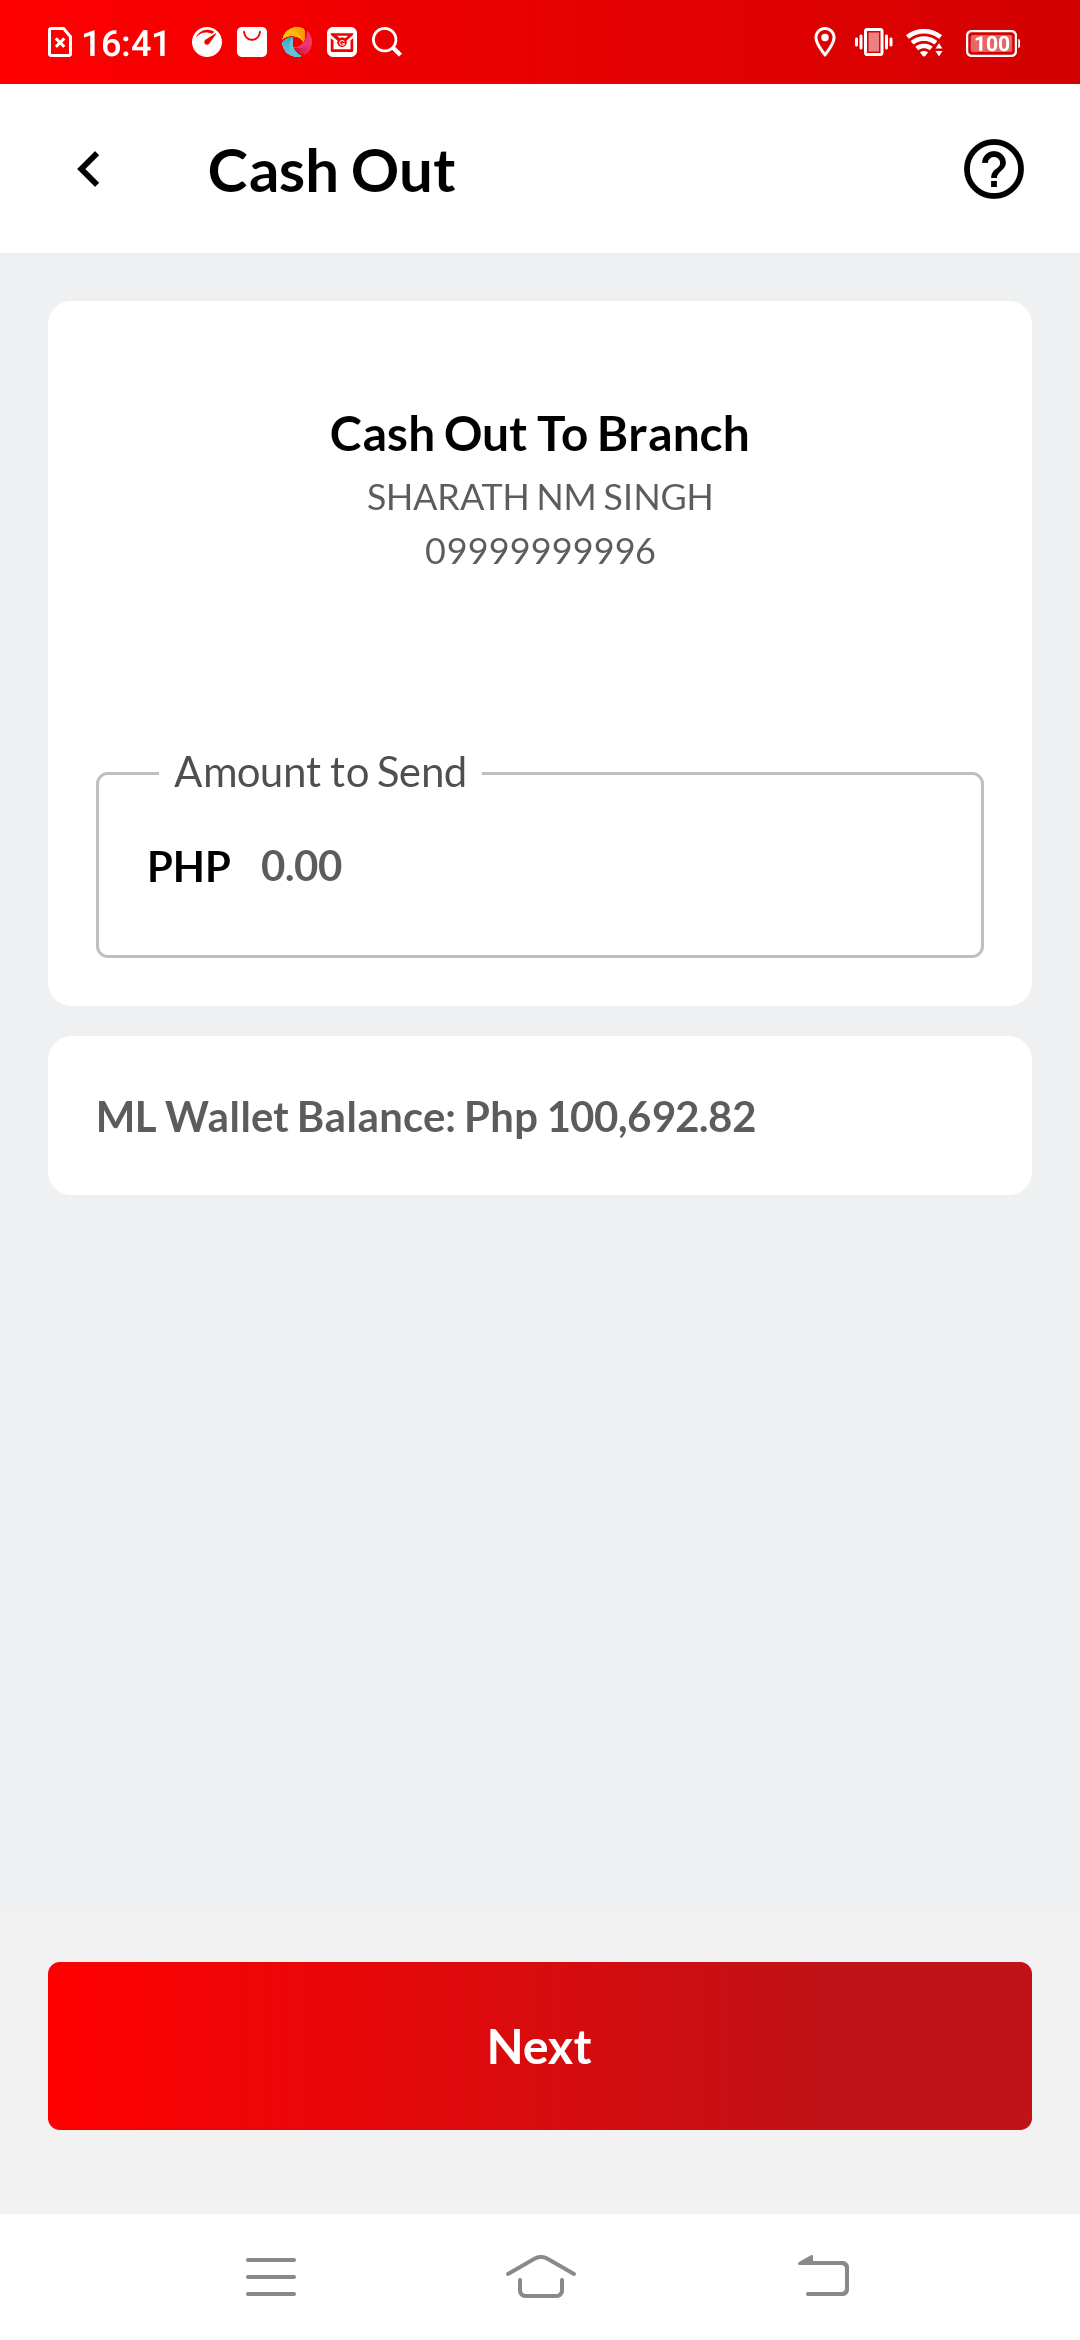 16:41
100
Cash Out
Cash Out To Branch
SHARATH NM SINGH
09999999996
Amount to Send
PHP 0.00
ML Wallet Balance: Php 100,692.82
Next